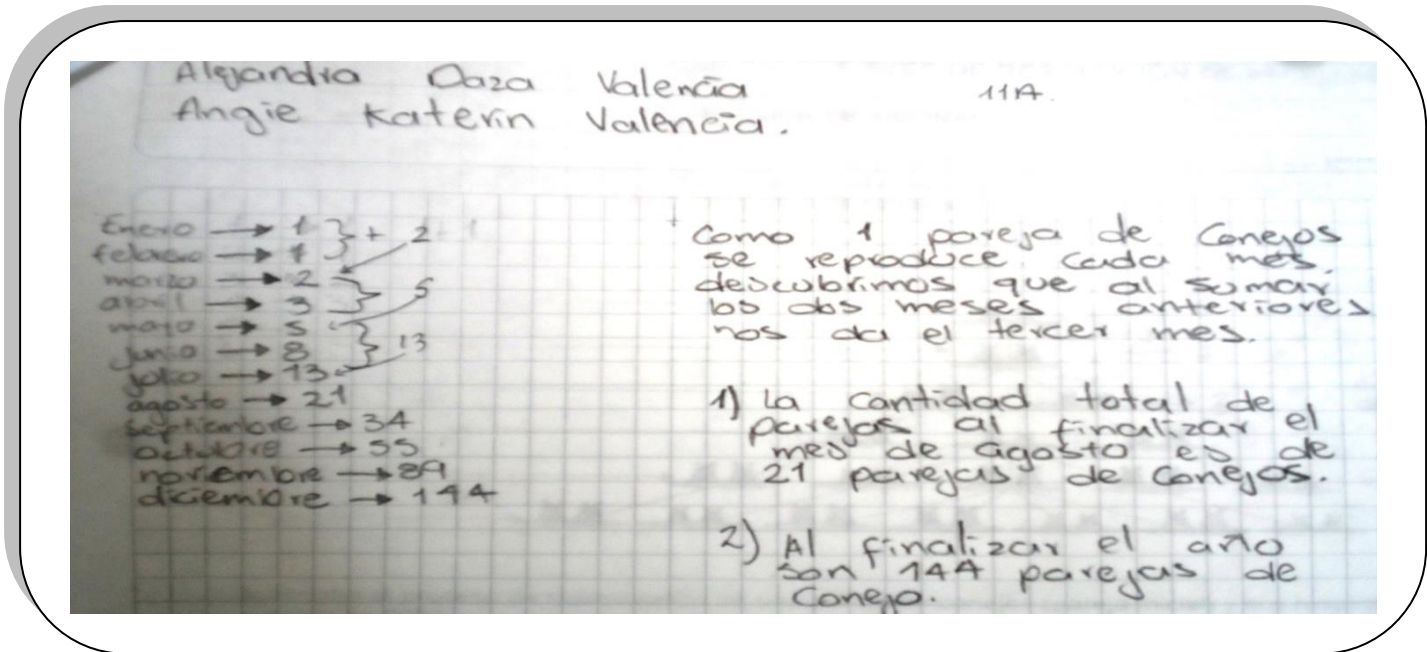 Alejandra Daza Valencia 11A.
Angie Katerin Valencia.
Enero → 1 } + 2
febrero → 1
marzo → 2
abril → 3 } 5
mayo → 5
Junio → 8 } 13
Julio → 13
agosto → 21
septiembre → 34
octubre → 55
noviembre → 89
diciembre → 144
Como 1 pareja de Conejos
se reproduce cada mes.
descubrimos que al sumar
los dos meses anteriores
nos da el tercer mes.
1) La cantidad total de
parejas al finalizar el
mes de agosto es de
21 parejas de Conejos.
2) Al finalizar el año
son 144 parejas de
Conejo.